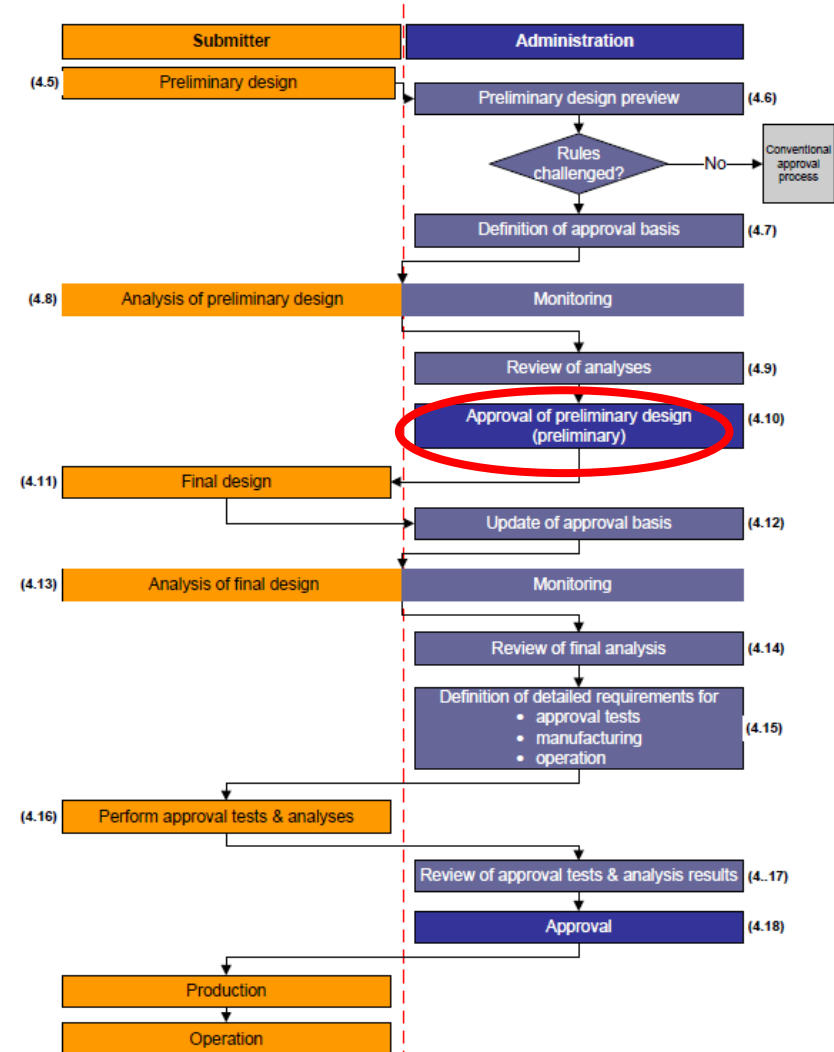 Submitter
Administration
(4.5)
Preliminary design
Preliminary design preview
(4.6)
Rules
challenged?
No
Conventional
approval
process
Definition of approval basis
(4.7)
(4.8)
Analysis of preliminary design
Monitoring
Review of analyses
(4.9)
Approval of preliminary design
(preliminary)
(4.10)
(4.11)
Final design
Update of approval basis
(4.12)
(4.13)
Analysis of final design
Monitoring
Review of final analysis
(4.14)
Definition of detailed requirements for
• approval tests
• manufacturing
• operation
(4.15)
(4.16)
Perform approval tests & analyses
Review of approval tests & analysis results
(4..17)
Approval
(4.18)
Production
Operation